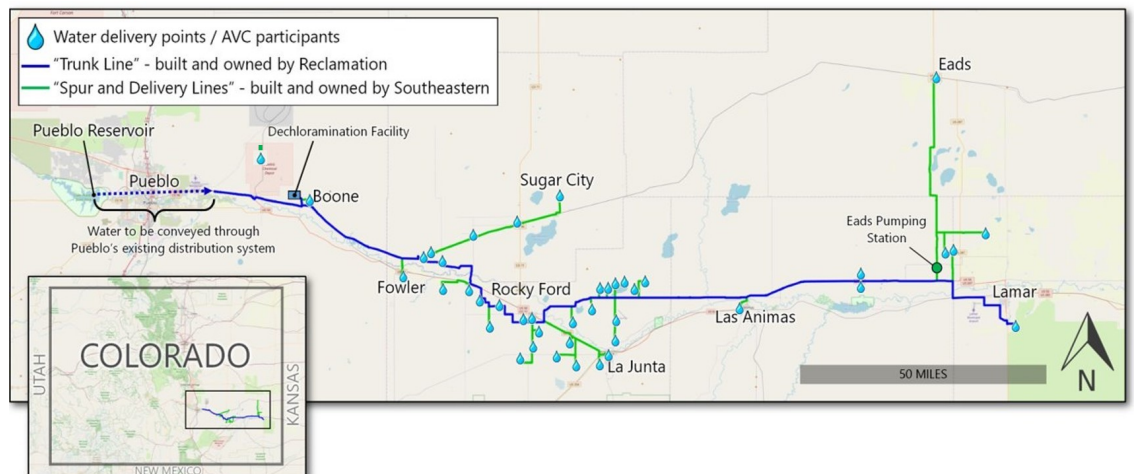 Water delivery points / AVC participants
“Trunk Line” - built and owned by Reclamation
“Spur and Delivery Lines” - built and owned by Southeastern
Eads
Pueblo Reservoir
Dechloramination Facility
Pueblo
Boone
Sugar City
Water to be conveyed through
Pueblo's existing distribution system
Eads Pumping
Station
Fowler
Rocky Ford
Las Animas
Lamar
La Junta
50 MILES
N
COLORADO
UTAH
KANSAS
NEW MEXICO